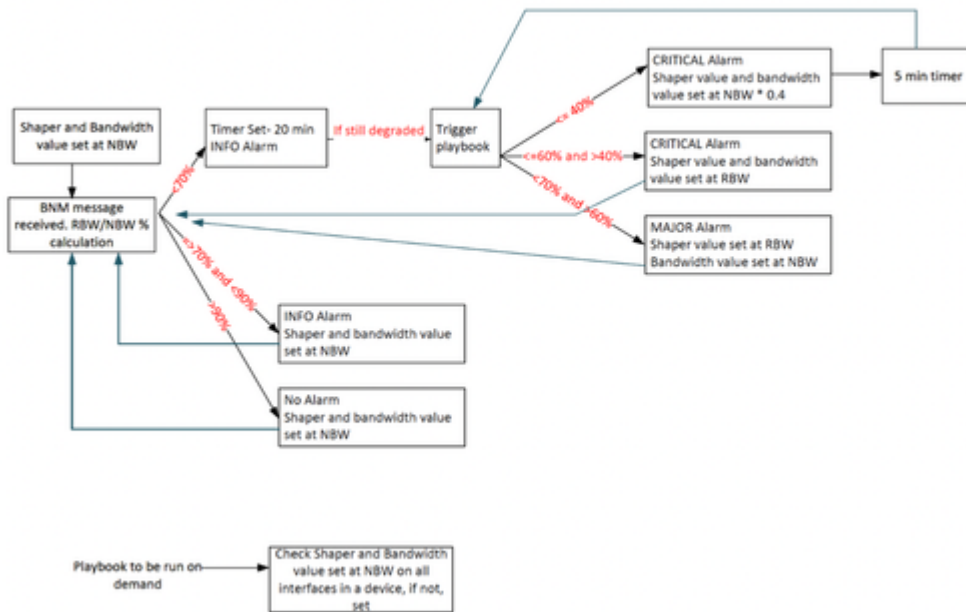 CRITICAL Alarm
Shaper value and bandwidth
value set at NBW * 0.4
5 min timer
<= 40%
Shaper and Bandwidth
value set at NBW
Timer Set- 20 min
INFO Alarm
If still degraded
Trigger
playbook
<=60% and >40%
CRITICAL Alarm
Shaper value and bandwidth
value set at RBW
<70%
<70% and >60%
BNM message
received. RBW/NBW %
calculation
MAJOR Alarm
Shaper value set at RBW
Bandwidth value set at NBW
=>70% and <90%
>90%
INFO Alarm
Shaper and bandwidth value
set at NBW
No Alarm
Shaper and bandwidth value
set at NBW
Playbook to be run on
demand
Check Shaper and Bandwidth
value set at NBW on all
interfaces in a device, if not,
set